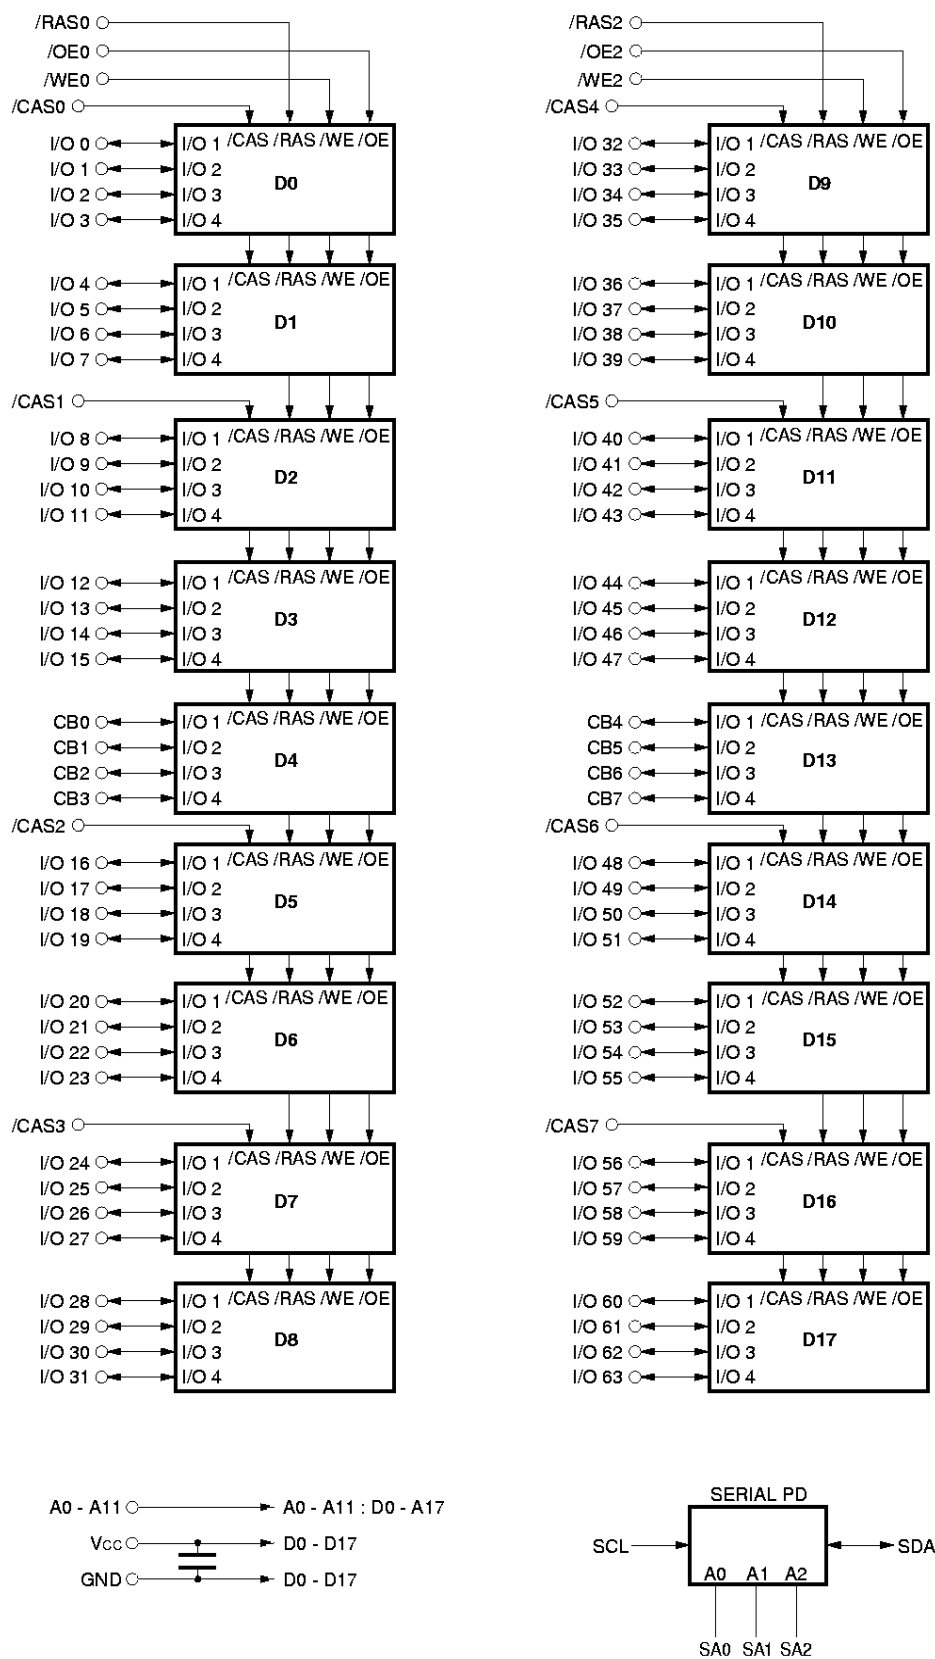 /RAS0
/OE0
/WE0
/CAS0
I/O 0 I/O 1 /CAS /RAS /WE /OE
I/O 1 I/O 2
D0
I/O 2 I/O 3
I/O 3 I/O 4
I/O 4 I/O 1 /CAS /RAS /WE /OE
I/O 5 I/O 2
D1
I/O 6 I/O 3
I/O 7 I/O 4
/CAS1
I/O 8 I/O 1 /CAS /RAS /WE /OE
I/O 9 I/O 2
D2
I/O 10 I/O 3
I/O 11 I/O 4
I/O 12 I/O 1 /CAS /RAS /WE /OE
I/O 13 I/O 2
D3
I/O 14 I/O 3
I/O 15 I/O 4
CB0 I/O 1 /CAS /RAS /WE /OE
CB1 I/O 2
D4
CB2 I/O 3
CB3 I/O 4
/CAS2
I/O 16 I/O 1 /CAS /RAS /WE /OE
I/O 17 I/O 2
D5
I/O 18 I/O 3
I/O 19 I/O 4
I/O 20 I/O 1 /CAS /RAS /WE /OE
I/O 21 I/O 2
D6
I/O 22 I/O 3
I/O 23 I/O 4
/CAS3
I/O 24 I/O 1 /CAS /RAS /WE /OE
I/O 25 I/O 2
D7
I/O 26 I/O 3
I/O 27 I/O 4
I/O 28 I/O 1 /CAS /RAS /WE /OE
I/O 29 I/O 2
D8
I/O 30 I/O 3
I/O 31 I/O 4
/RAS2
/OE2
/WE2
/CAS4
I/O 32 I/O 1 /CAS /RAS /WE /OE
I/O 33 I/O 2
D9
I/O 34 I/O 3
I/O 35 I/O 4
I/O 36 I/O 1 /CAS /RAS /WE /OE
I/O 37 I/O 2
D10
I/O 38 I/O 3
I/O 39 I/O 4
/CAS5
I/O 40 I/O 1 /CAS /RAS /WE /OE
I/O 41 I/O 2
D11
I/O 42 I/O 3
I/O 43 I/O 4
I/O 44 I/O 1 /CAS /RAS /WE /OE
I/O 45 I/O 2
D12
I/O 46 I/O 3
I/O 47 I/O 4
CB4 I/O 1 /CAS /RAS /WE /OE
CB5 I/O 2
D13
CB6 I/O 3
CB7 I/O 4
/CAS6
I/O 48 I/O 1 /CAS /RAS /WE /OE
I/O 49 I/O 2
D14
I/O 50 I/O 3
I/O 51 I/O 4
I/O 52 I/O 1 /CAS /RAS /WE /OE
I/O 53 I/O 2
D15
I/O 54 I/O 3
I/O 55 I/O 4
/CAS7
I/O 56 I/O 1 /CAS /RAS /WE /OE
I/O 57 I/O 2
D16
I/O 58 I/O 3
I/O 59 I/O 4
I/O 60 I/O 1 /CAS /RAS /WE /OE
I/O 61 I/O 2
D17
I/O 62 I/O 3
I/O 63 I/O 4
A0 - A11 A0 - A11 : D0 - A17
Vcc D0 - D17
GND D0 - D17
SERIAL PD
SCL SDA
A0 A1 A2
SA0 SA1 SA2